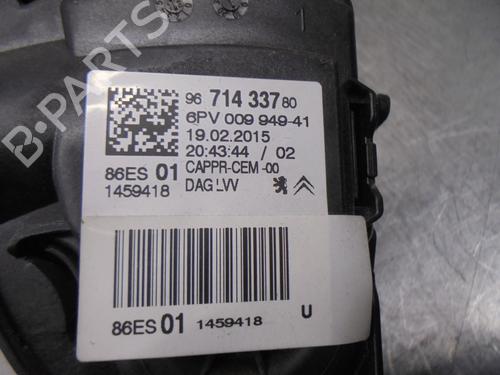 B-PARTS
1
96 714 337 80
6PV 009 949-41
19.02.2015
20:43:44 / 02
86ES 01 CAPPR-CEM-00
1459418 DAG LVV
86ES 01 1459418 U